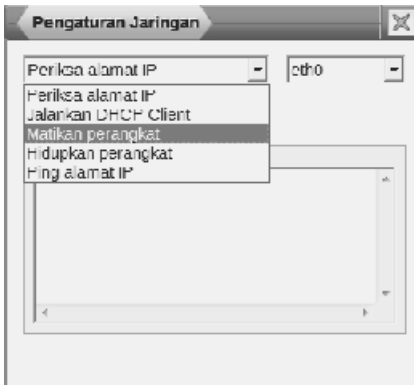 Pengaturan Jaringan
Periksa alamat IP
eth0
Periksa alamat IP
Jalankan DHCP Client
Matikan perangkat
Hidupkan perangkat
Ping alamat IP